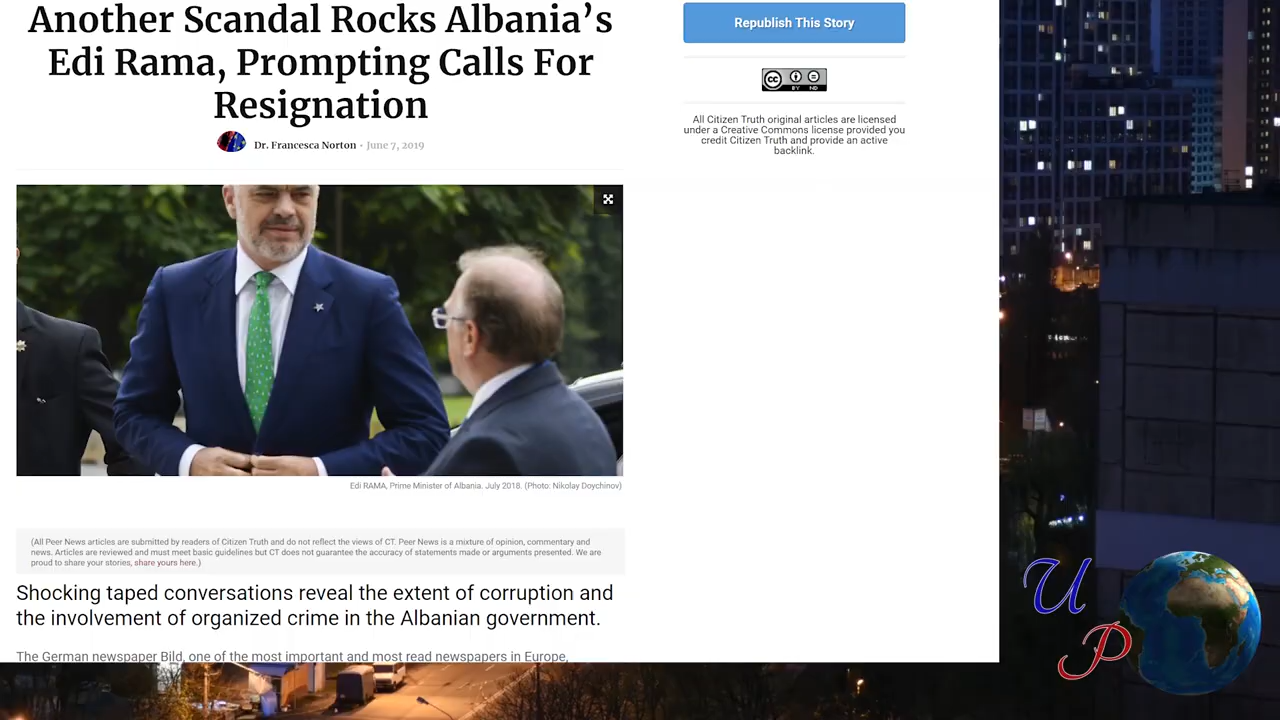 Another Scandal Rocks Albania’s
Edi Rama, Prompting Calls For
Resignation
Dr. Francesca Norton • June 7, 2019
Edi RAMA, Prime Minister of Albania. July 2018. (Photo: Nikolay Doychinov)
(All Peer News articles are submitted by readers of Citizen Truth and do not reflect the views of CT. Peer News is a mixture of opinion, commentary and
news. Articles are reviewed and must meet basic guidelines but CT does not guarantee the accuracy of statements made or arguments presented. We are
proud to share your stories, share yours here.)
Shocking taped conversations reveal the extent of corruption and
the involvement of organized crime in the Albanian government.
The German newspaper Bild, one of the most important and most read newspapers in Europe,
Republish This Story
CC BY ND
All Citizen Truth original articles are licensed
under a Creative Commons license provided you
credit Citizen Truth and provide an active
backlink.
U
P